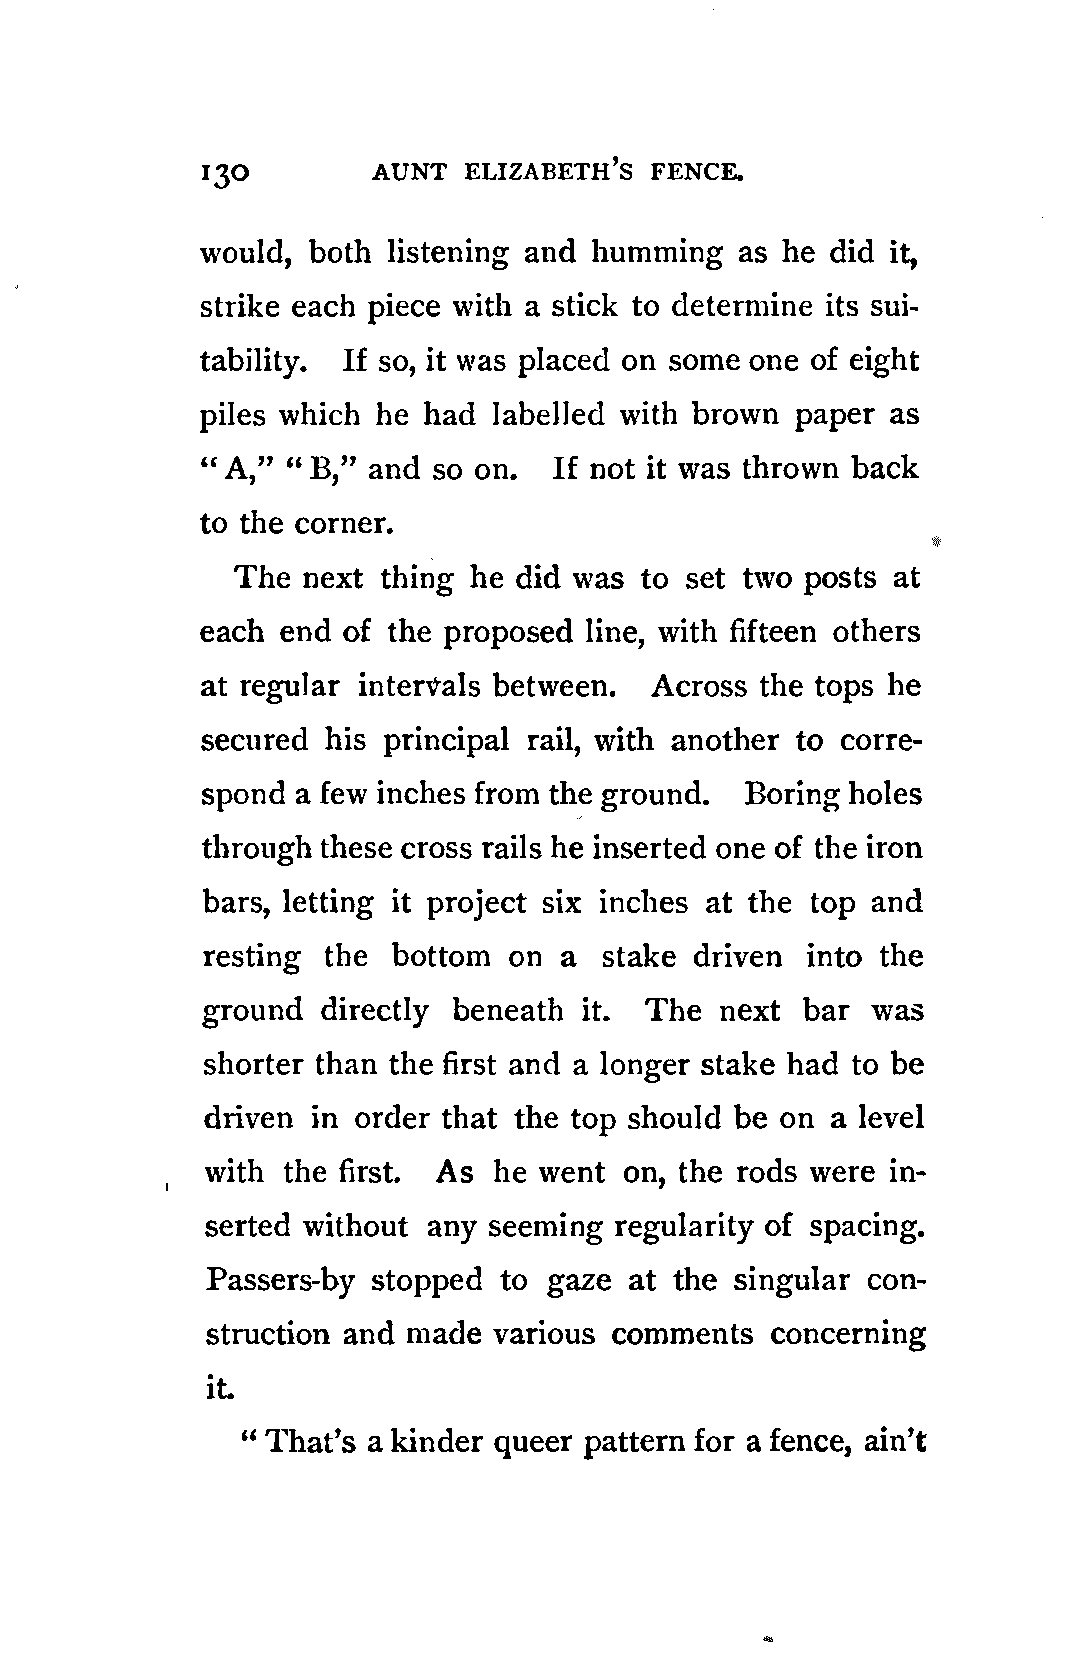 130 AUNT ELIZABETH'S FENCE.
would, both listening and humming as he did it,
strike each piece with a stick to determine its sui-
tability. If so, it was placed on some one of eight
piles which he had labelled with brown paper as
“A,” “B,” and so on. If not it was thrown back
to the corner.
The next thing he did was to set two posts at
each end of the proposed line, with fifteen others
at regular intervals between. Across the tops he
secured his principal rail, with another to corre-
spond a few inches from the ground. Boring holes
through these cross rails he inserted one of the iron
bars, letting it project six inches at the top and
resting the bottom on a stake driven into the
ground directly beneath it. The next bar was
shorter than the first and a longer stake had to be
driven in order that the top should be on a level
with the first. As he went on, the rods were in-
serted without any seeming regularity of spacing.
Passers-by stopped to gaze at the singular con-
struction and made various comments concerning
it.
“That's a kinder queer pattern for a fence, ain't